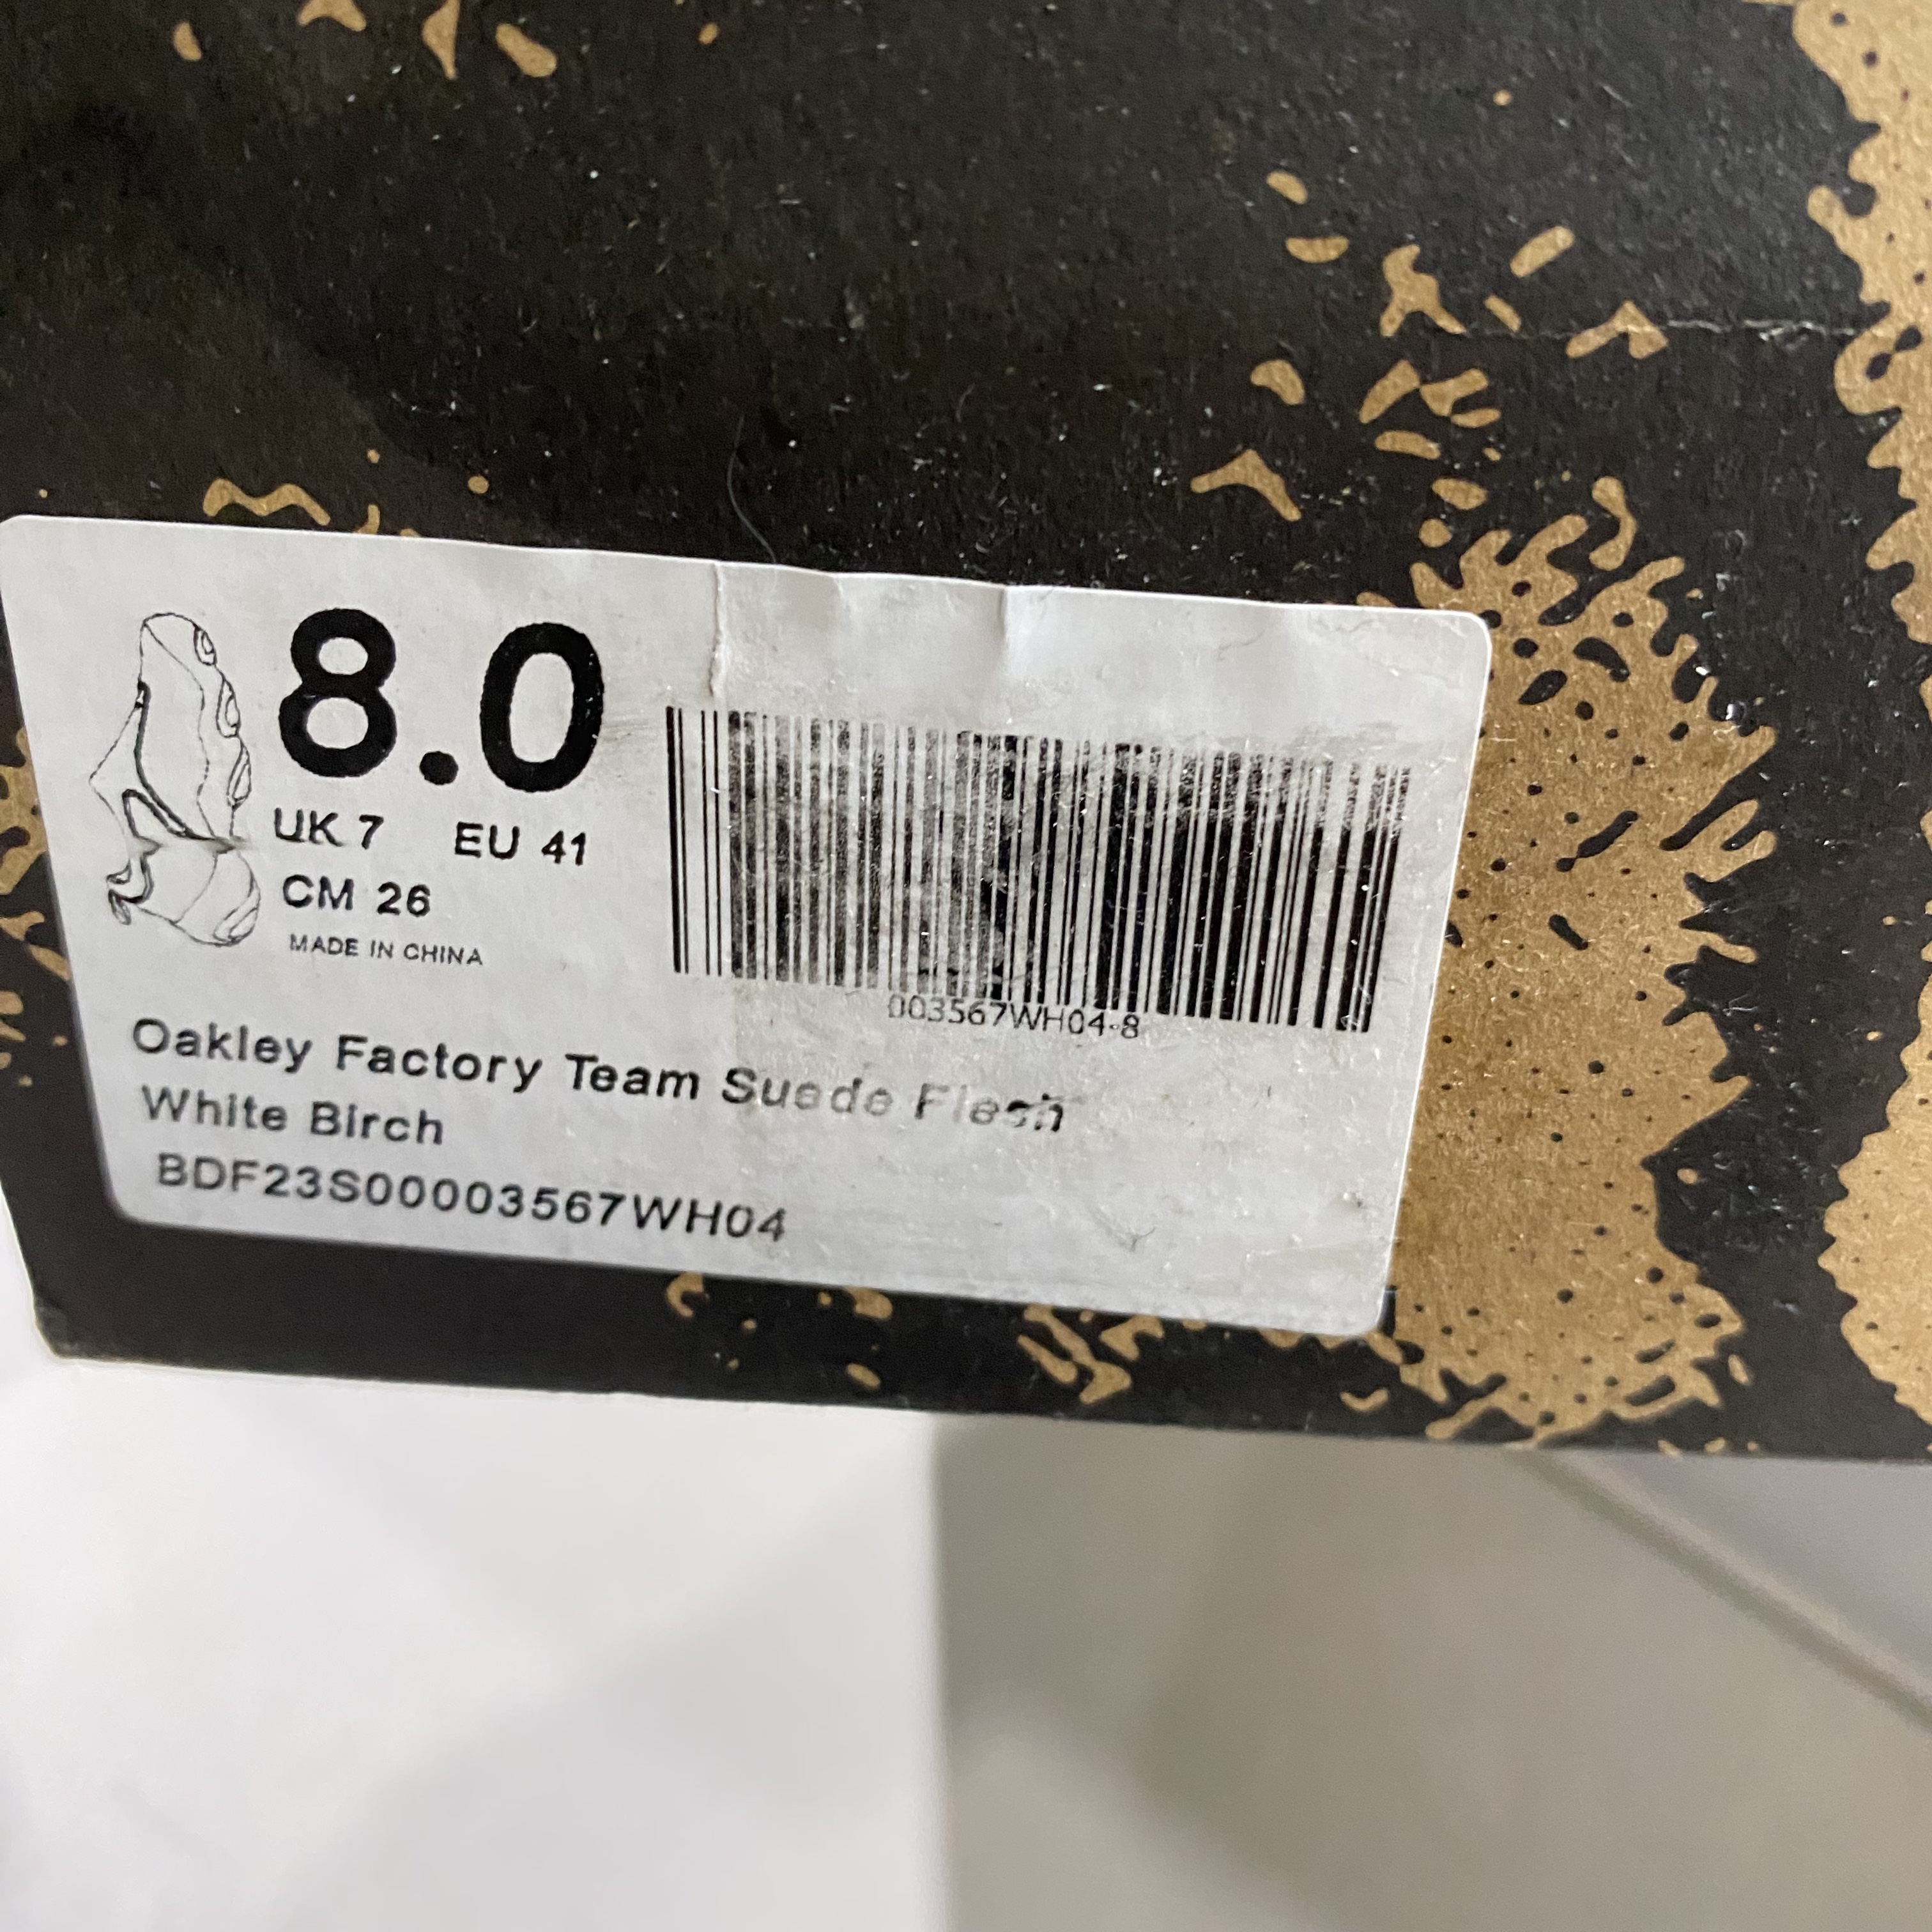 8.0
UK 7 EU 41
CM 26
MADE IN CHINA
003567WH04-8
Oakley Factory Team Suede Flesh
White Birch
BDF23S00003567WH04